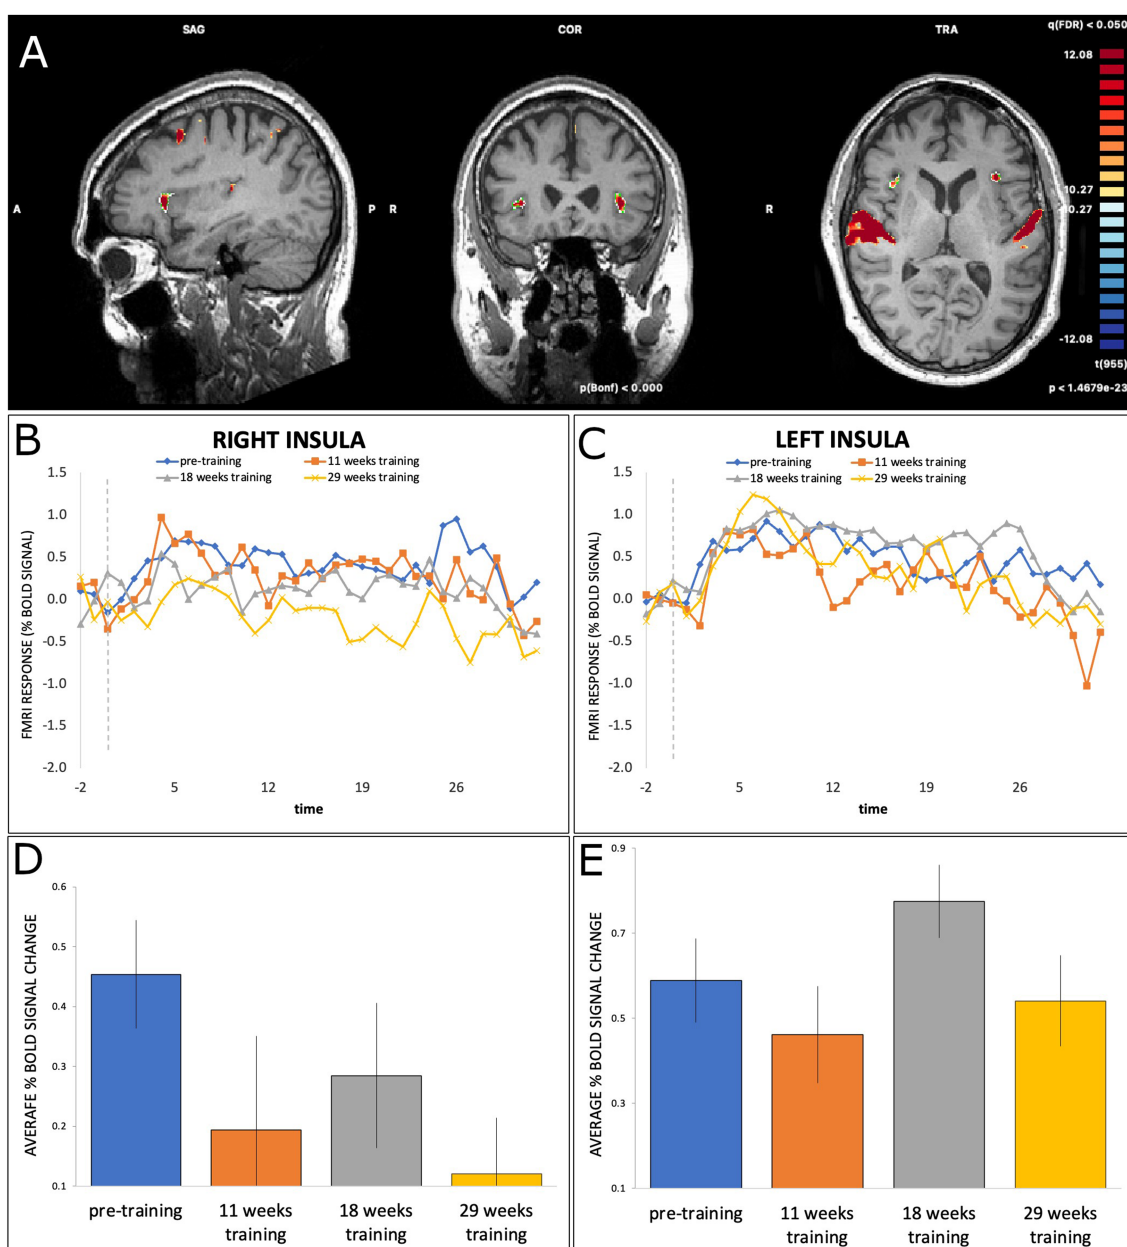 A
SAG
COR
TRA
q(FDR) < 0.050
12.08
A
P
R
R
10.27
-10.27
-12.08
t(955)
p(Bonf) < 0.000
p < 1.4679e-23
B
RIGHT INSULA
pre-training
11 weeks training
18 weeks training
29 weeks training
FMRI RESPONSE (% BOLD SIGNAL)
1.5
1.0
0.5
0.0
-0.5
-1.0
-1.5
-2.0
-2
5
12
19
26
time
C
LEFT INSULA
pre-training
11 weeks training
18 weeks training
29 weeks training
FMRI RESPONSE (% BOLD SIGNAL)
1.5
1.0
0.5
0.0
-0.5
-1.0
-1.5
-2.0
-2
5
12
19
26
time
D
AVERAFE % BOLD SIGNAL CHANGE
0.6
0.5
0.4
0.3
0.2
0.1
pre-training
11 weeks
training
18 weeks
training
29 weeks
training
E
AVERAGE % BOLD SIGNAL CHANGE
0.9
0.7
0.5
0.3
0.1
pre-training
11 weeks
training
18 weeks
training
29 weeks
training